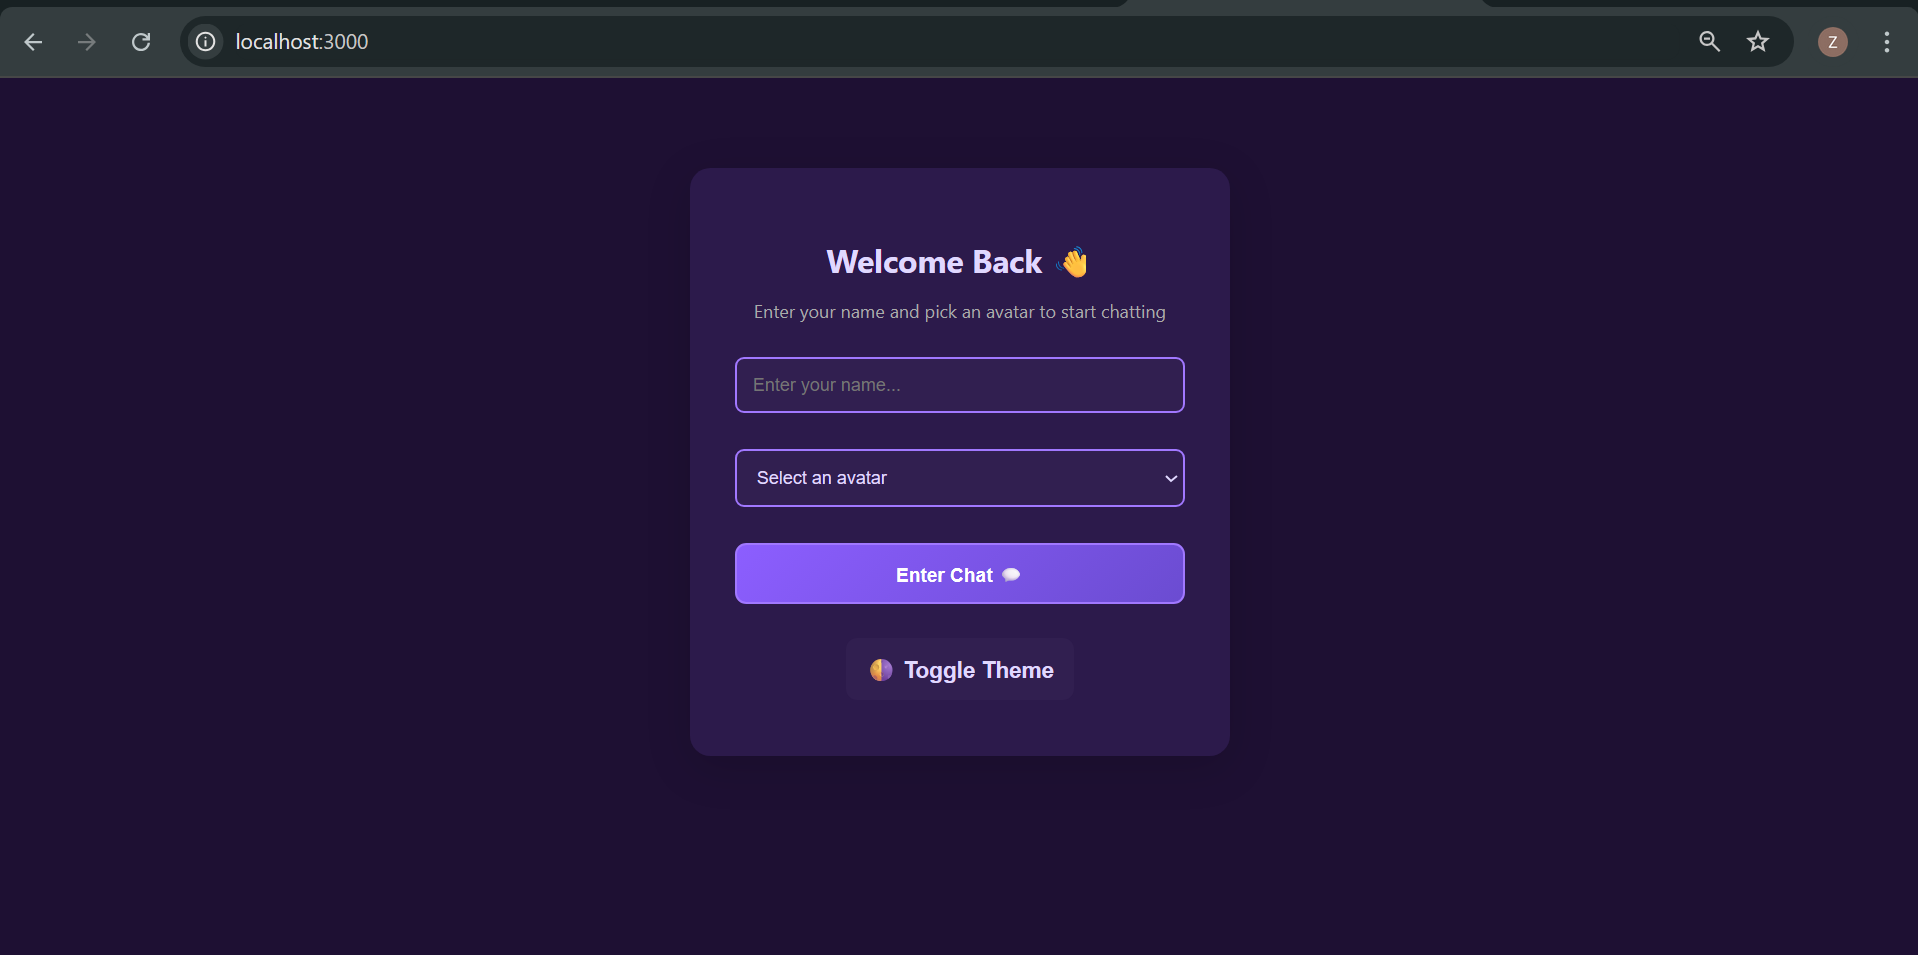 localhost:3000
Z
Welcome Back 👋
Enter your name and pick an avatar to start chatting
Enter your name...
Select an avatar
Enter Chat 💬
🌓 Toggle Theme